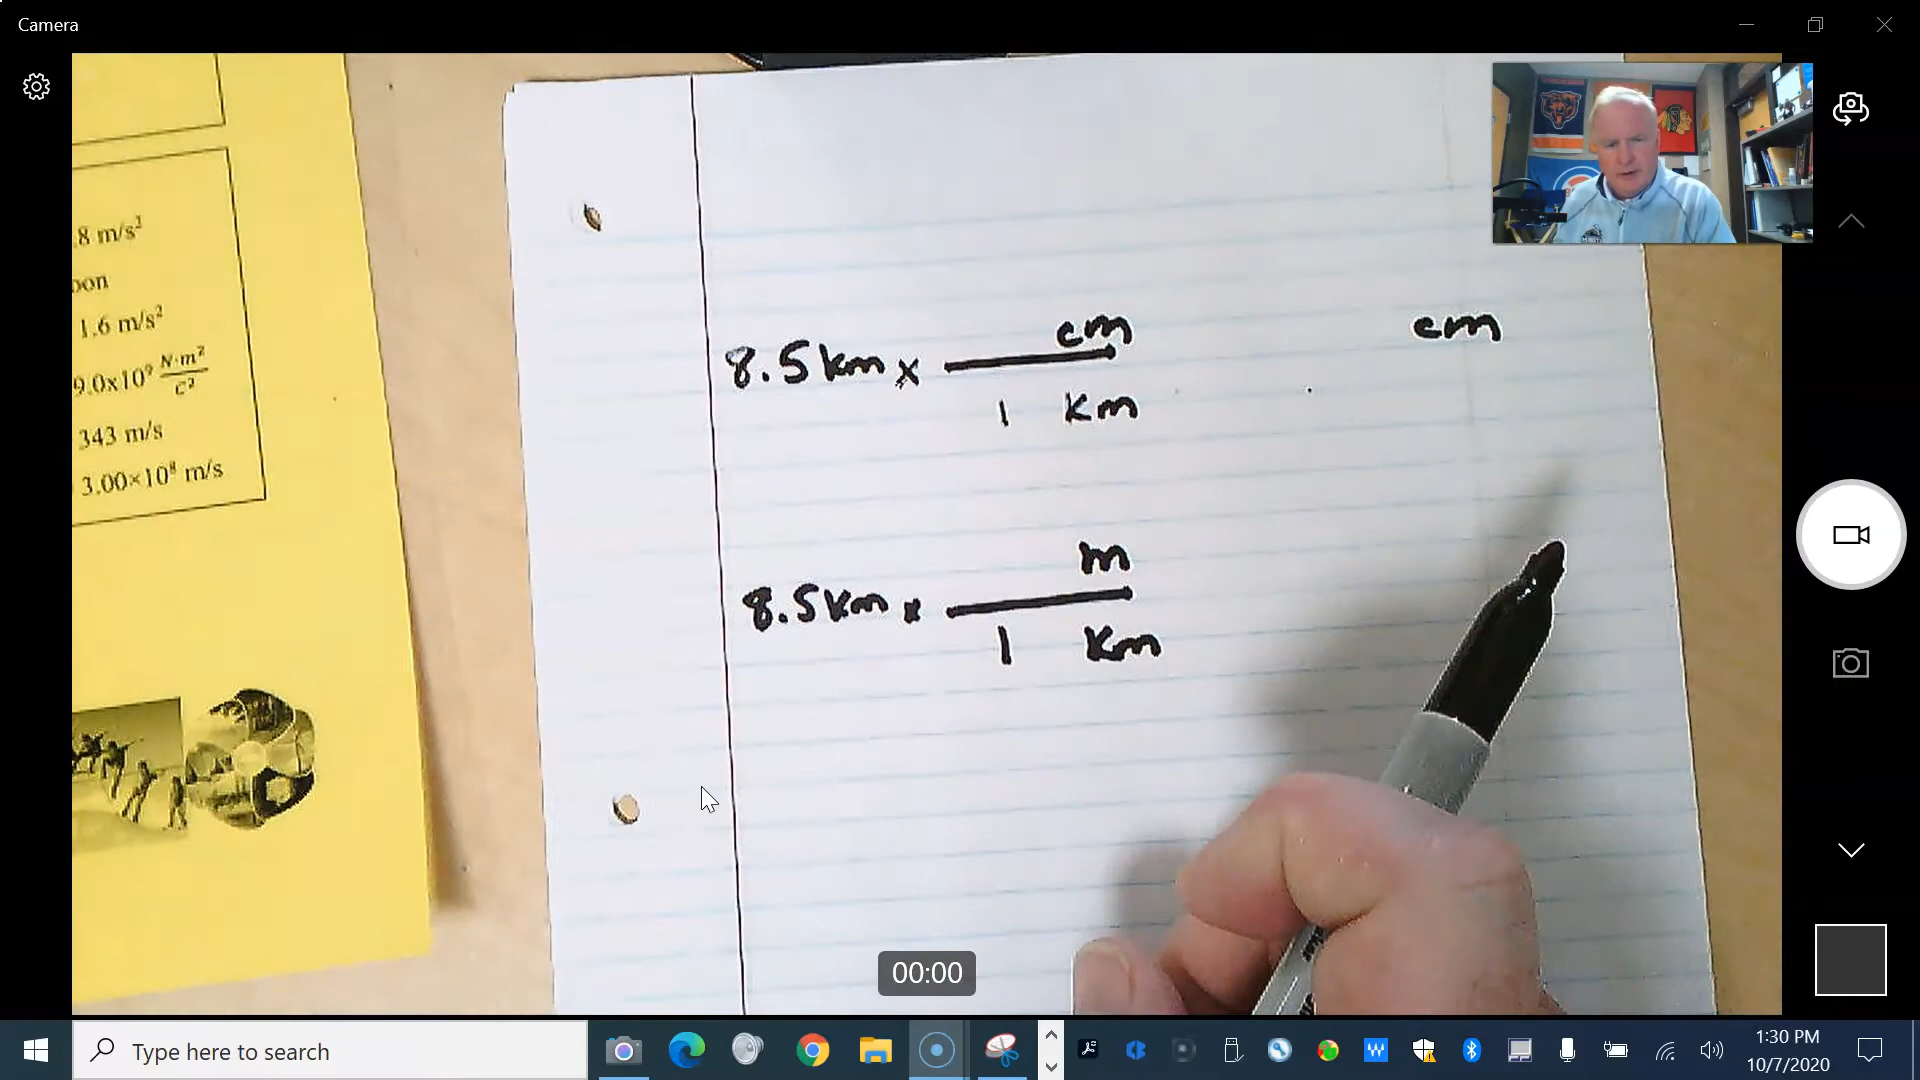 Camera
.8 m/s²
oon
1.6 m/s²
9.0x10⁹ N·m²/C²
343 m/s
3.00×10⁸ m/s
cm
cm
8.5 km x
1 km
m
8.5 km x
1 km
00:00
Type here to search
1:30 PM
10/7/2020